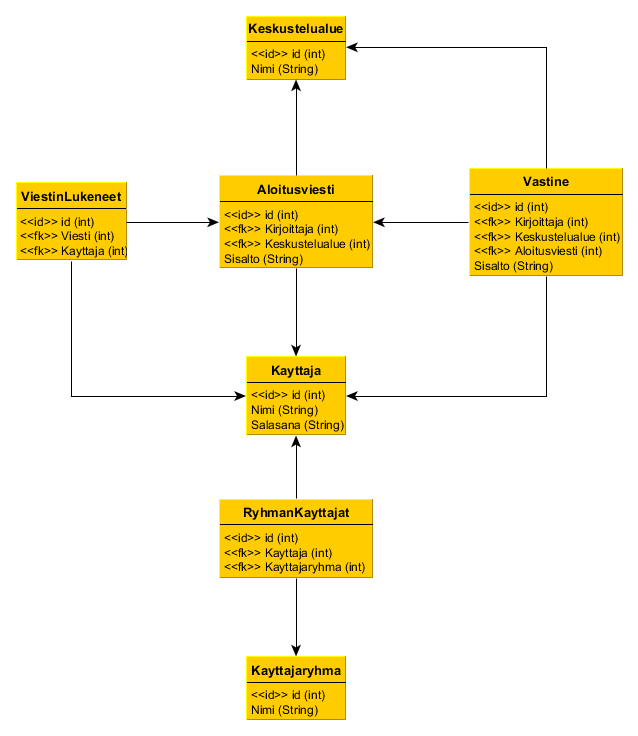 Keskustelualue
<<id>> id (int)
Nimi (String)
ViestinLukeneet
<<id>> id (int)
<<fk>> Viesti (int)
<<fk>> Kayttaja (int)
Aloitusviesti
<<id>> id (int)
<<fk>> Kirjoittaja (int)
<<fk>> Keskustelualue (int)
Sisalto (String)
Vastine
<<id>> id (int)
<<fk>> Kirjoittaja (int)
<<fk>> Keskustelualue (int)
<<fk>> Aloitusviesti (int)
Sisalto (String)
Kayttaja
<<id>> id (int)
Nimi (String)
Salasana (String)
RyhmanKayttajat
<<id>> id (int)
<<fk>> Kayttaja (int)
<<fk>> Kayttajaryhma (int)
Kayttajaryhma
<<id>> id (int)
Nimi (String)